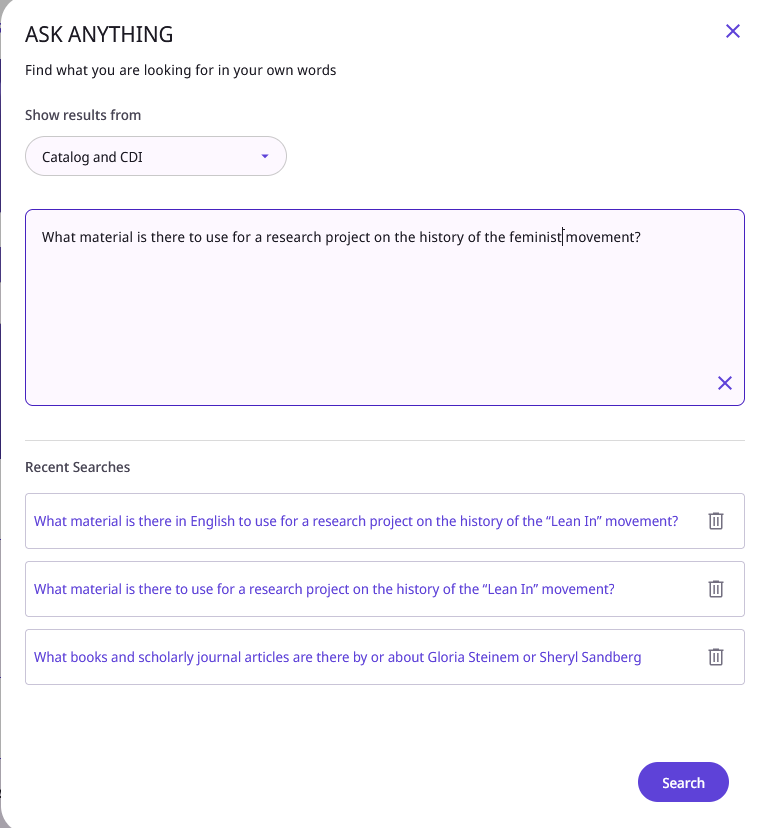 ASK ANYTHING
Find what you are looking for in your own words
Show results from
Catalog and CDI
What material is there to use for a research project on the history of the feminist movement?
Recent Searches
What material is there in English to use for a research project on the history of the “Lean In” movement?
What material is there to use for a research project on the history of the “Lean In” movement?
What books and scholarly journal articles are there by or about Gloria Steinem or Sheryl Sandberg
Search